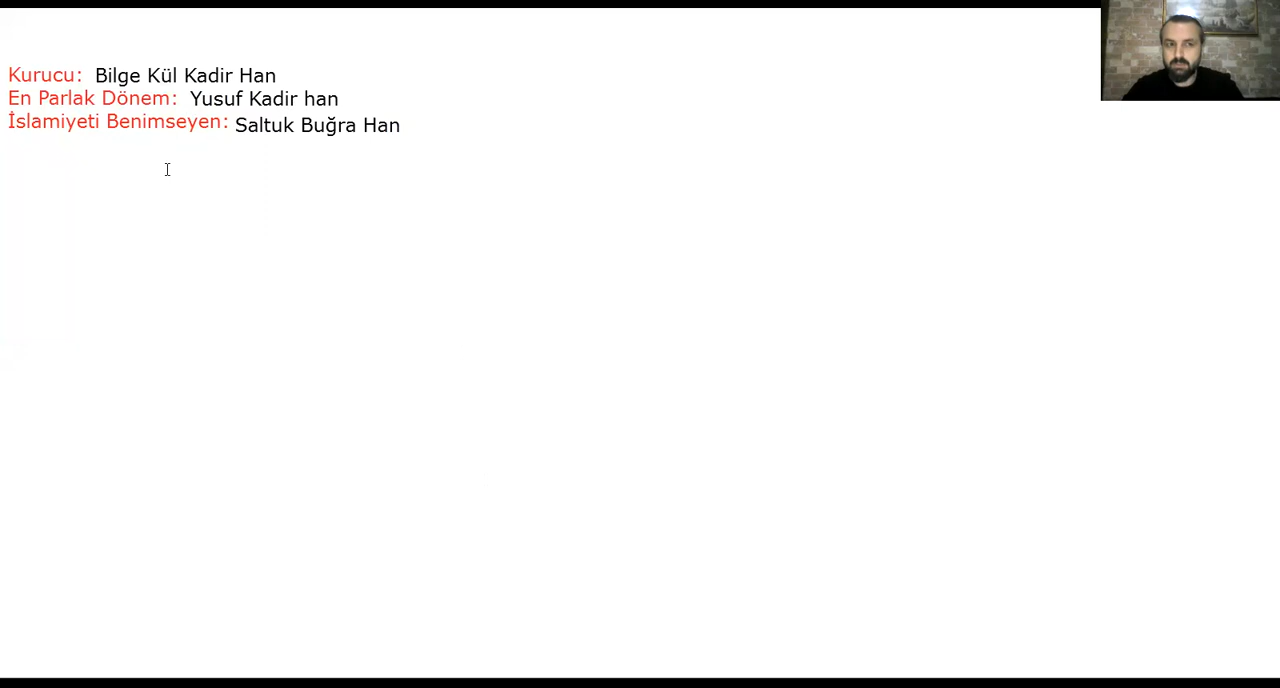 Kurucu: Bilge Kül Kadir Han
En Parlak Dönem: Yusuf Kadir han
İslamiyeti Benimseyen: Saltuk Buğra Han